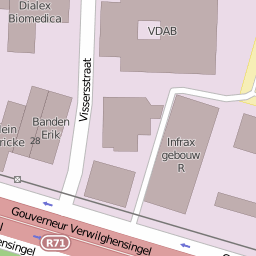 Dialex
Biomedica
VDAB
Vissersstraat
Banden
Erik
28
Infrax
gebouw
R
Gouverneur Verwilghensingel
R71